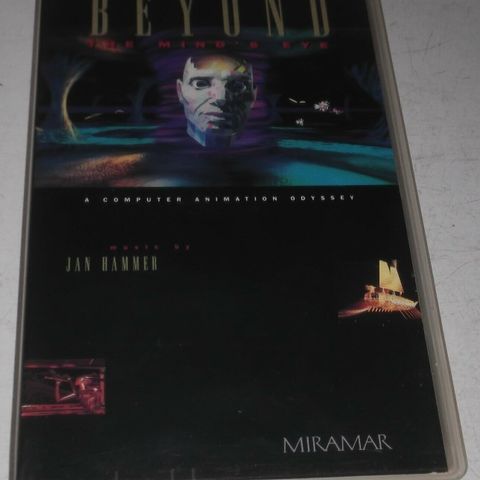 BEYOND
THE MIND'S EYE
A COMPUTER ANIMATION ODYSSEY
music by
JAN HAMMER
MIRAMAR